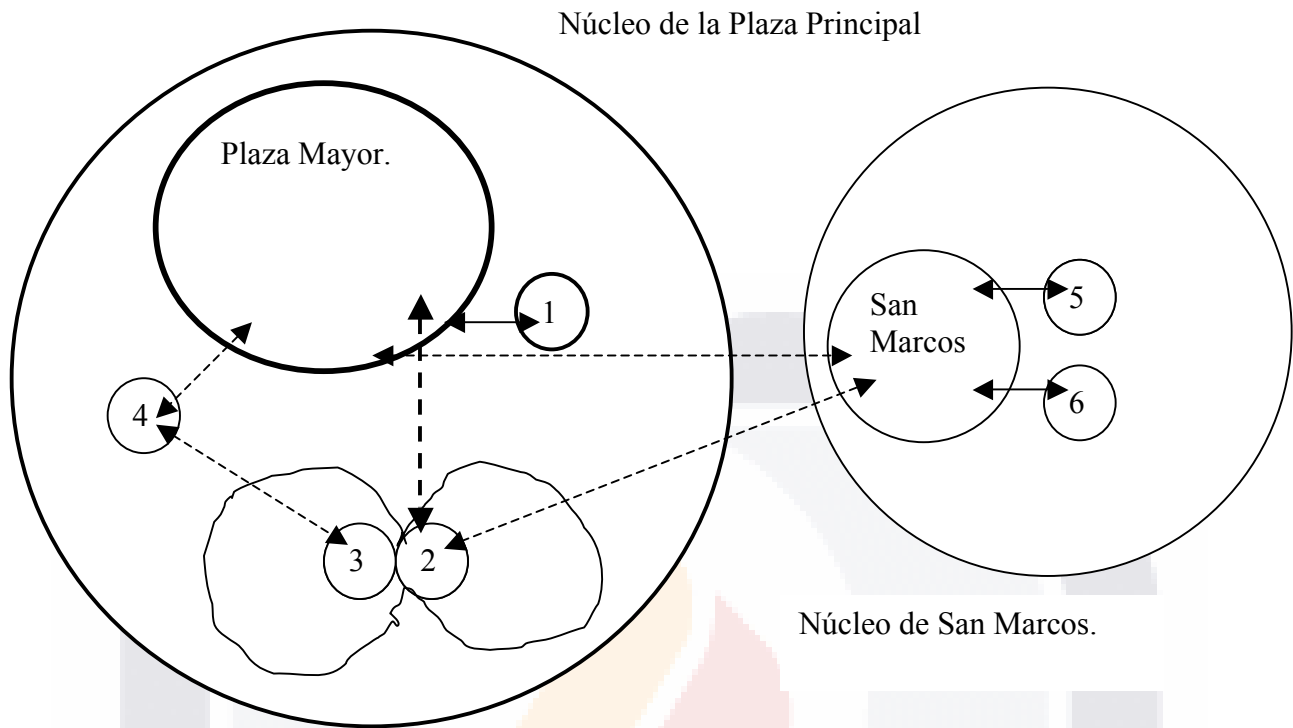 Núcleo de la Plaza Principal
Plaza Mayor.
1
San
Marcos
5
6
4
3
2
Núcleo de San Marcos.